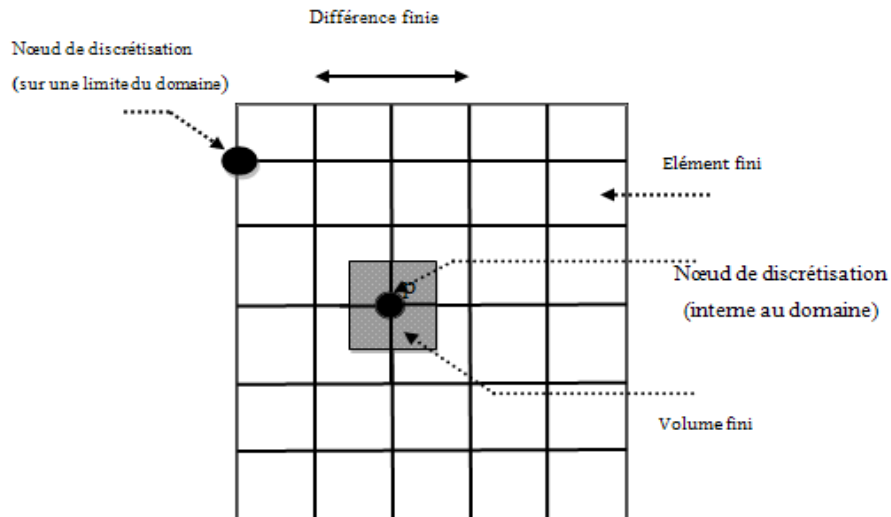 Différence finie
Nœud de discrétisation
(sur une limite du domaine)
Elément fini
P
Nœud de discrétisation
(interne au domaine)
Volume fini